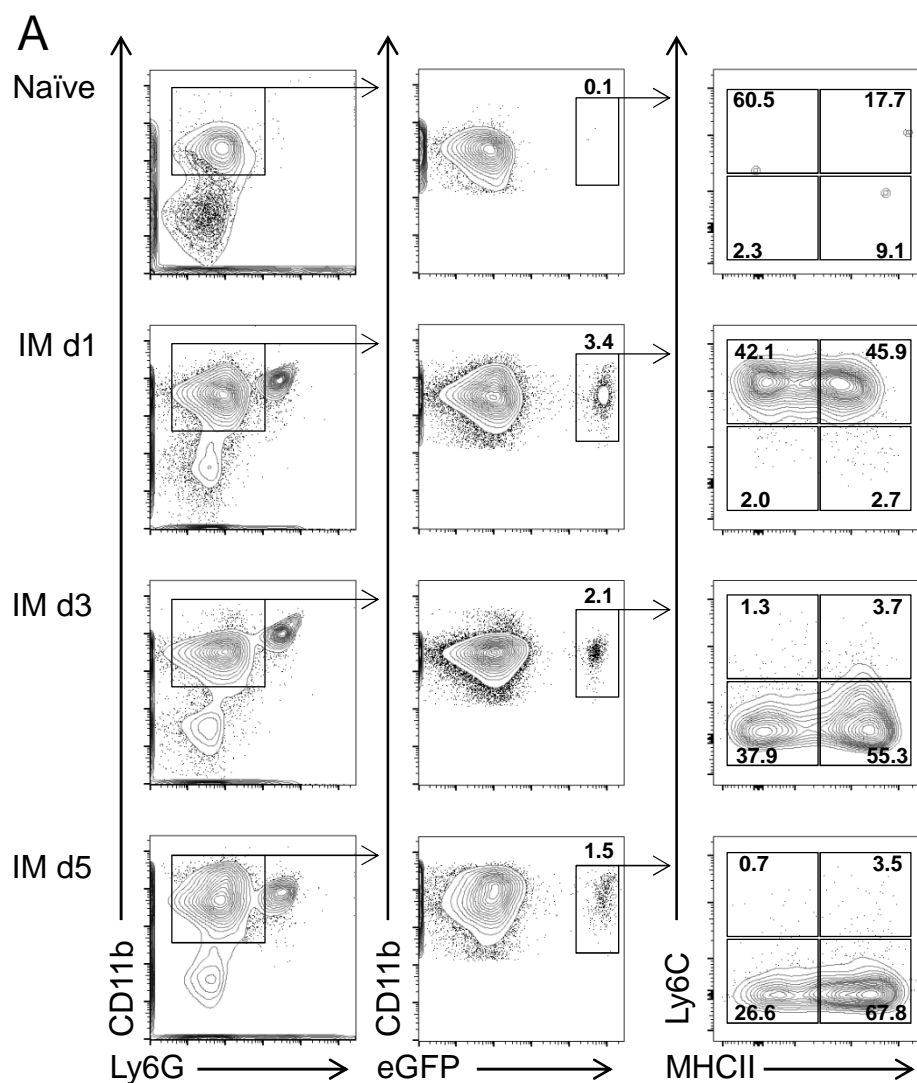 A
Naïve
0.1
60.5 17.7
2.3 9.1
IM d1
3.4
42.1 45.9
2.0 2.7
IM d3
2.1
1.3 3.7
37.9 55.3
IM d5
1.5
0.7 3.5
26.6 67.8
CD11b
CD11b
Ly6C
Ly6G
eGFP
MHCII